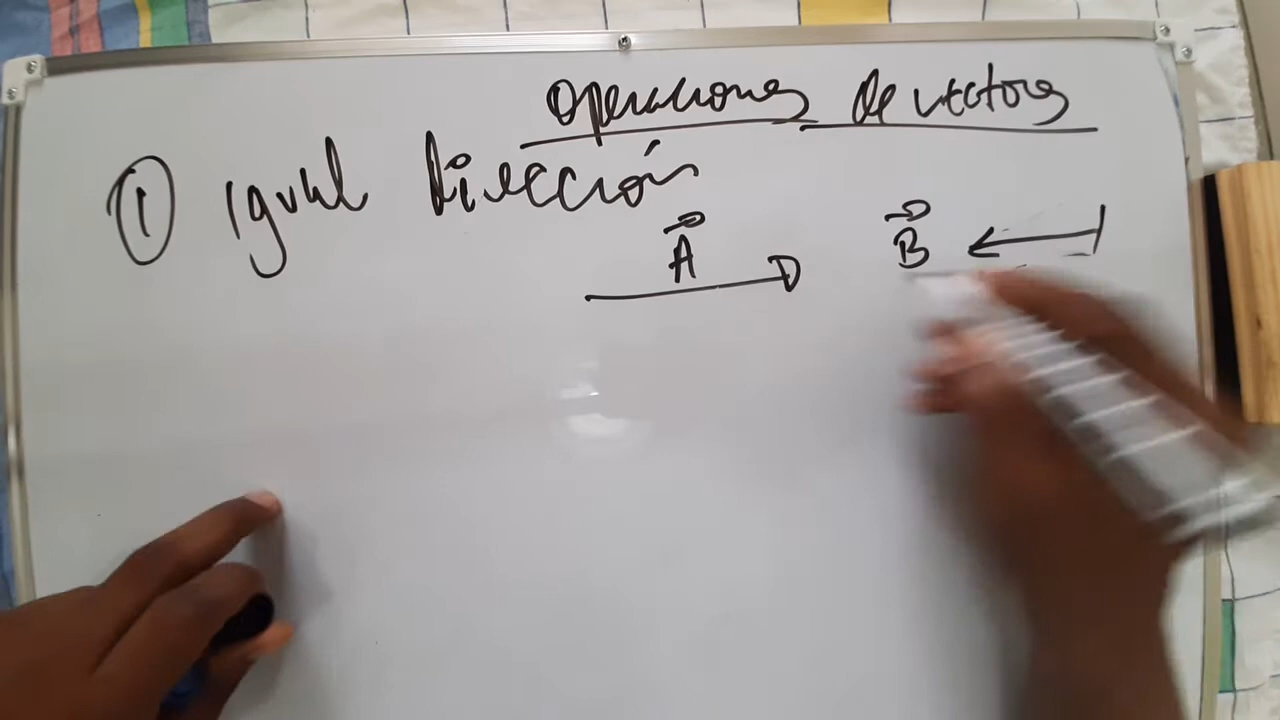 Operaciones de vectores
① igual Dirección
A B